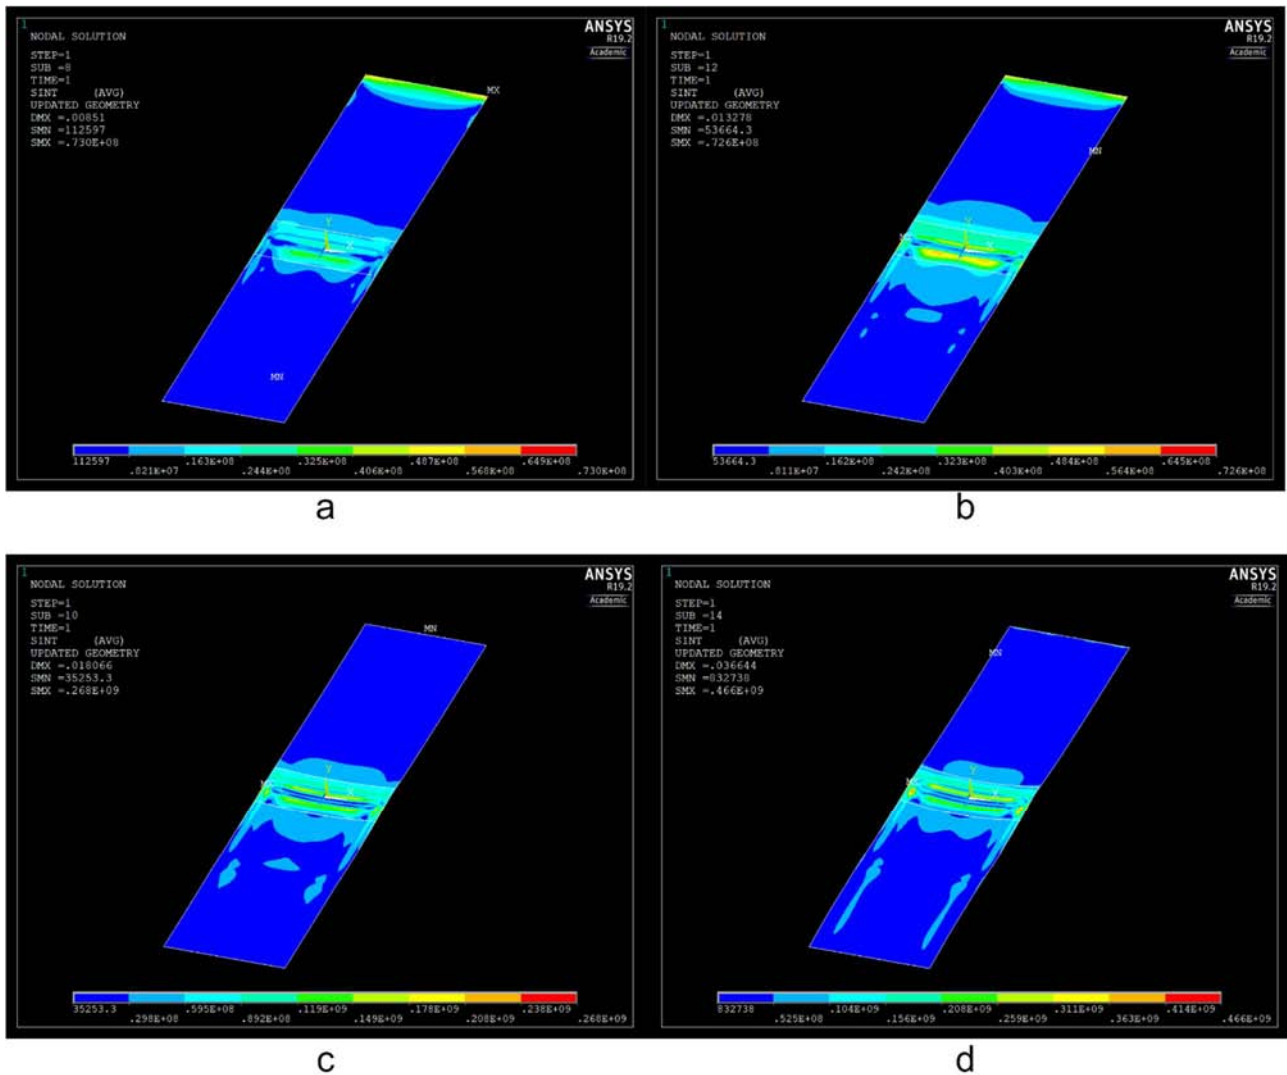 1
ANSYS
R19.2
Academic
NODAL SOLUTION
STEP=1
SUB =8
TIME=1
SINT (AVG)
UPDATED GEOMETRY
DMX =.00851
SMN =112597
SMX =.730E+08
MX
Y
X
MN
112597 .163E+08 .325E+08 .487E+08 .649E+08
.821E+07 .244E+08 .406E+08 .568E+08 .730E+08
a
1
ANSYS
R19.2
Academic
NODAL SOLUTION
STEP=1
SUB =12
TIME=1
SINT (AVG)
UPDATED GEOMETRY
DMX =.013278
SMN =53664.3
SMX =.726E+08
MN
Y
X
53664.3 .162E+08 .323E+08 .484E+08 .645E+08
.811E+07 .242E+08 .403E+08 .564E+08 .726E+08
b
1
ANSYS
R19.2
Academic
NODAL SOLUTION
STEP=1
SUB =10
TIME=1
SINT (AVG)
UPDATED GEOMETRY
DMX =.018066
SMN =35253.3
SMX =.268E+09
MN
Y
X
35253.3 .595E+08 .119E+09 .178E+09 .238E+09
.298E+08 .892E+08 .149E+09 .208E+09 .268E+09
c
1
ANSYS
R19.2
Academic
NODAL SOLUTION
STEP=1
SUB =14
TIME=1
SINT (AVG)
UPDATED GEOMETRY
DMX =.036644
SMN =832738
SMX =.466E+09
MN
Y
X
832738 .104E+09 .208E+09 .311E+09 .414E+09
.525E+08 .156E+09 .259E+09 .363E+09 .466E+09
d